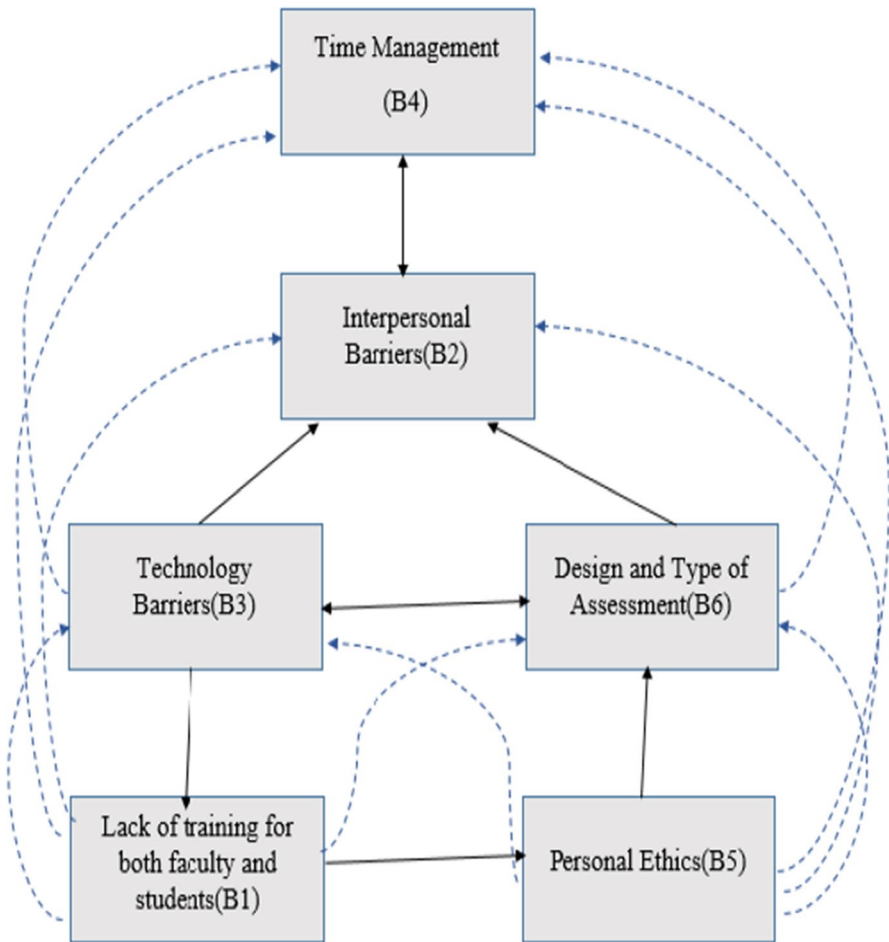 Time Management
(B4)
Interpersonal
Barriers(B2)
Technology
Barriers(B3)
Design and Type of
Assessment(B6)
Lack of training for
both faculty and
students(B1)
Personal Ethics(B5)